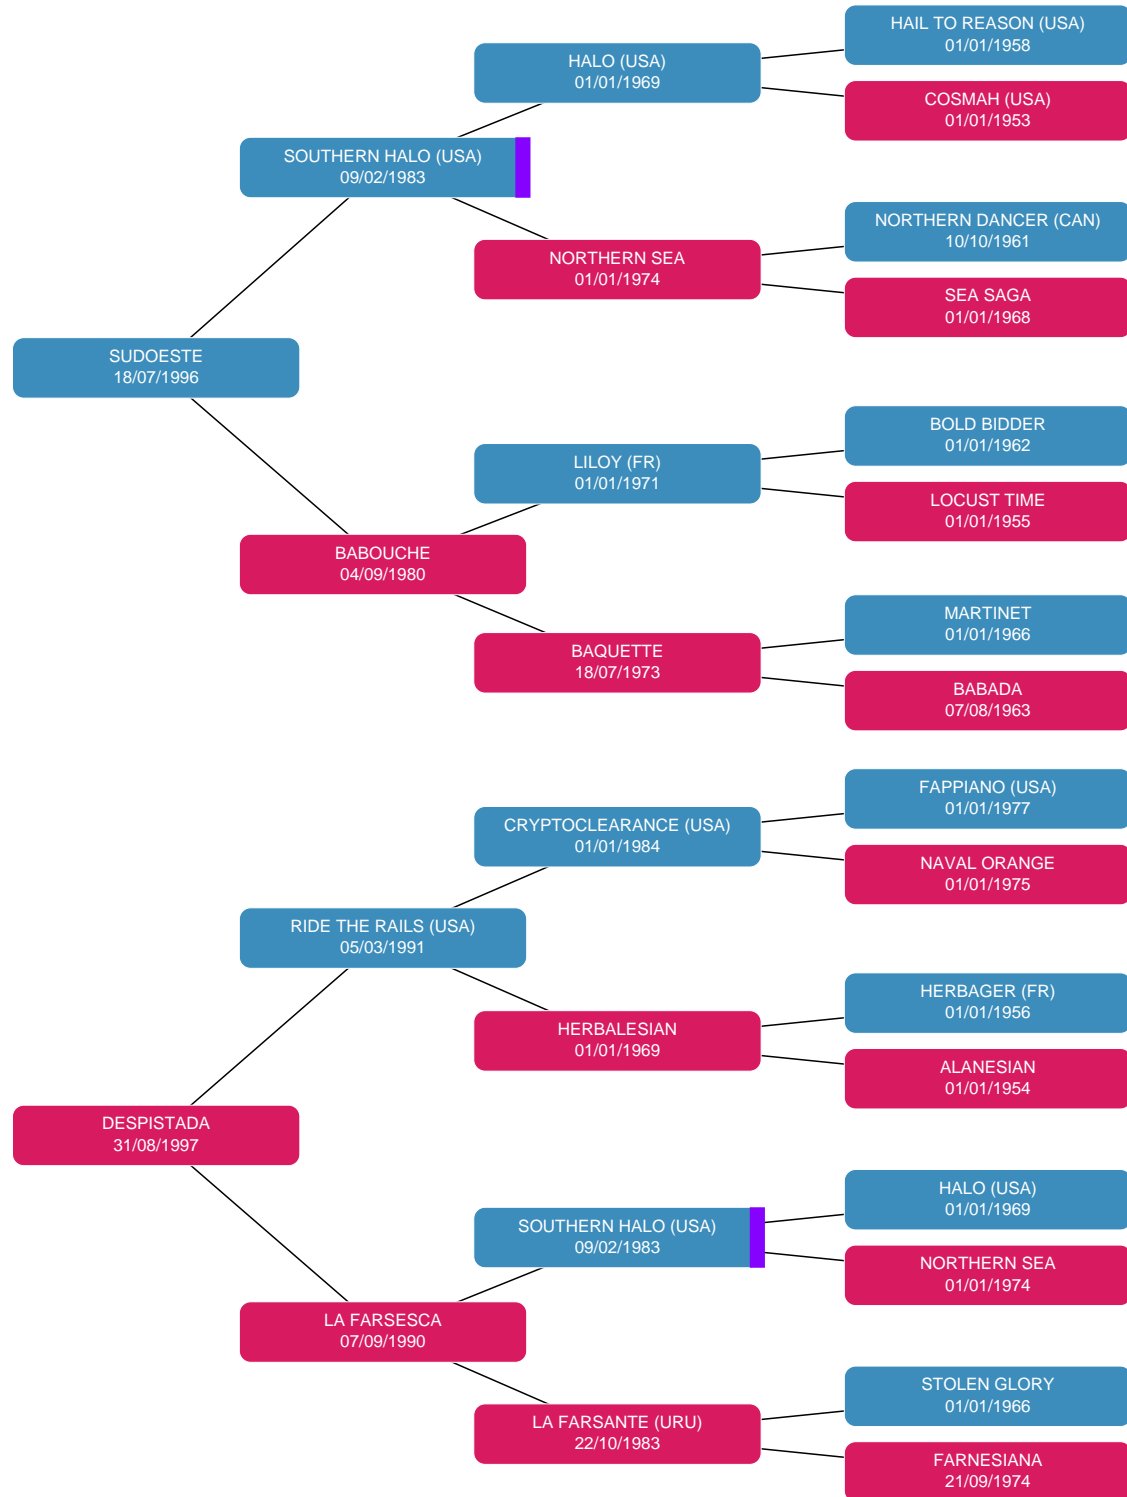 HAIL TO REASON (USA)
01/01/1958
HALO (USA)
01/01/1969
COSMAH (USA)
01/01/1953
SOUTHERN HALO (USA)
09/02/1983
NORTHERN DANCER (CAN)
10/10/1961
NORTHERN SEA
01/01/1974
SEA SAGA
01/01/1968
SUDOESTE
18/07/1996
BOLD BIDDER
01/01/1962
LILOY (FR)
01/01/1971
LOCUST TIME
01/01/1955
BABOUCHE
04/09/1980
MARTINET
01/01/1966
BAQUETTE
18/07/1973
BABADA
07/08/1963
FAPPIANO (USA)
01/01/1977
CRYPTOCLEARANCE (USA)
01/01/1984
NAVAL ORANGE
01/01/1975
RIDE THE RAILS (USA)
05/03/1991
HERBAGER (FR)
01/01/1956
HERBALESIAN
01/01/1969
ALANESIAN
01/01/1954
DESPISTADA
31/08/1997
HALO (USA)
01/01/1969
SOUTHERN HALO (USA)
09/02/1983
NORTHERN SEA
01/01/1974
LA FARSESCA
07/09/1990
STOLEN GLORY
01/01/1966
LA FARSANTE (URU)
22/10/1983
FARNESIANA
21/09/1974